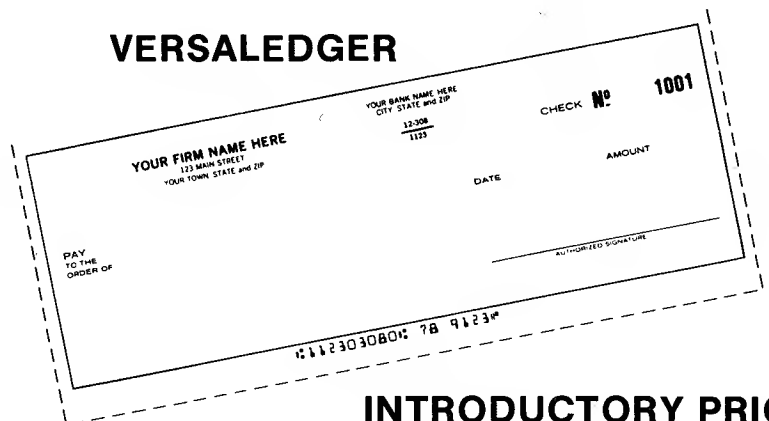 VERSALEDGER
YOUR FIRM NAME HERE
123 MAIN STREET
YOUR TOWN STATE and ZIP
YOUR BANK NAME HERE
CITY STATE and ZIP
12-308
1123
CHECK Nº 1001
DATE
AMOUNT
PAY
TO THE
ORDER OF
AUTHORIZED SIGNATURE
⑆112303080⑆ 78 9123⑈
INTRODUCTORY PRIC